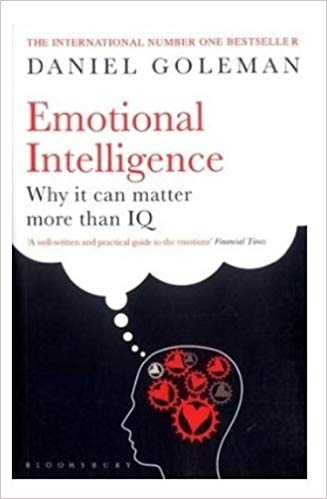 THE INTERNATIONAL NUMBER ONE BESTSELLER
DANIEL GOLEMAN
Emotional
Intelligence
Why it can matter
more than IQ
'A well-written and practical guide to the emotions' Financial Times
BLOOMSBURY